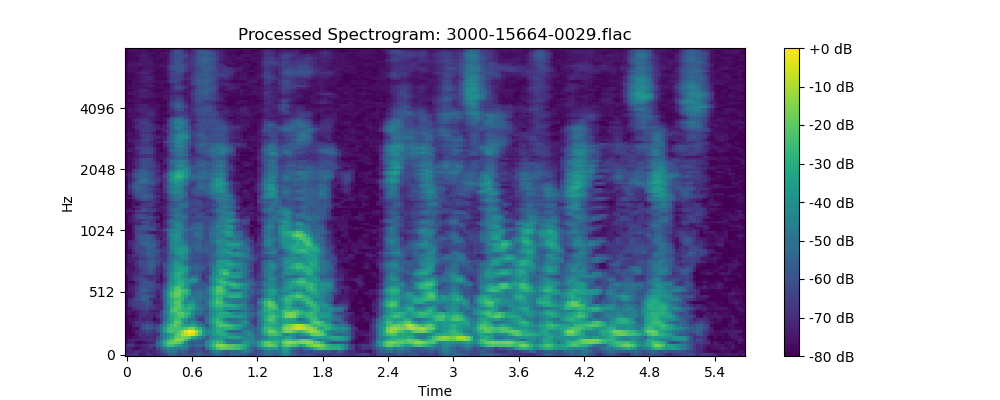 Processed Spectrogram: 3000-15664-0029.flac
Hz
4096
2048
1024
512
0
0 0.6 1.2 1.8 2.4 3 3.6 4.2 4.8 5.4
Time
+0 dB
-10 dB
-20 dB
-30 dB
-40 dB
-50 dB
-60 dB
-70 dB
-80 dB